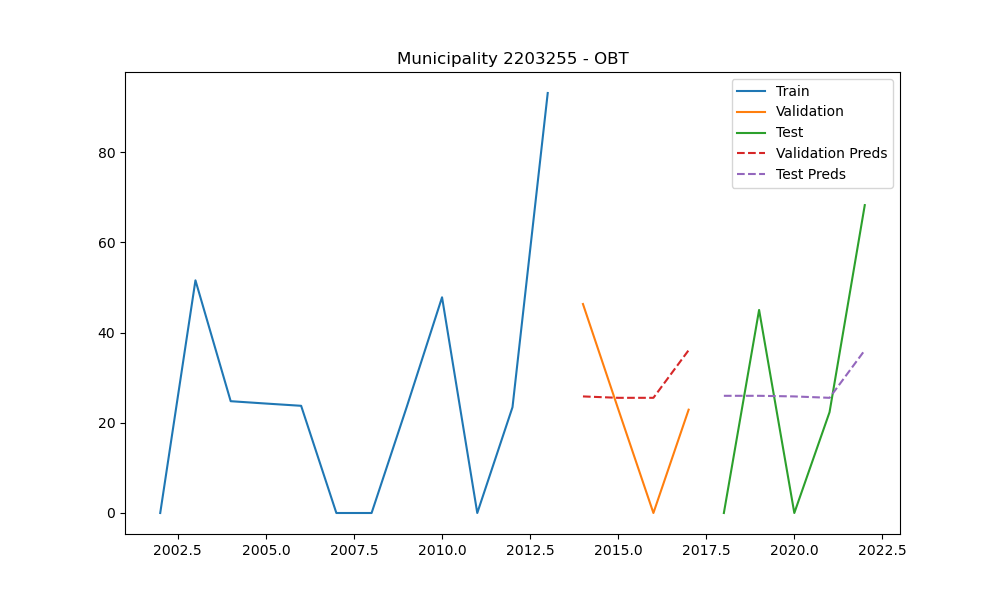 Municipality 2203255 - OBT
Train
Validation
Test
Validation Preds
Test Preds
80
60
40
20
0
2002.5 2005.0 2007.5 2010.0 2012.5 2015.0 2017.5 2020.0 2022.5